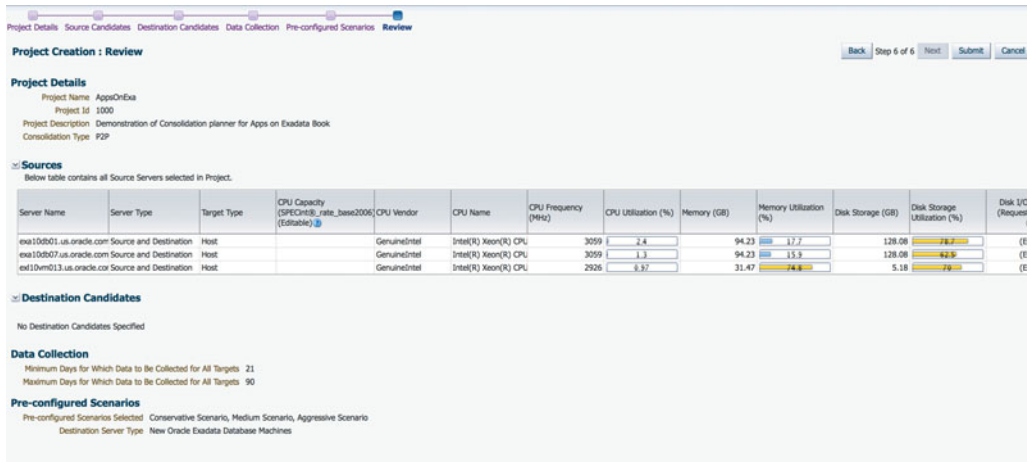 Project Details Source Candidates Destination Candidates Data Collection Pre-configured Scenarios Review
Project Creation : Review
Back Step 6 of 6 Next Submit Cancel
Project Details
Project Name AppsOnExa
Project Id 1000
Project Description Demonstration of Consolidation planner for Apps on Exadata Book
Consolidation Type P2P
Sources
Below table contains all Source Servers selected in Project.
Server Name Server Type Target Type CPU Capacity (SPECint®_rate_base2006) (Editable) CPU Vendor CPU Name CPU Frequency (MHz) CPU Utilization (%) Memory (GB) Memory Utilization (%) Disk Storage (GB) Disk Storage Utilization (%) Disk I/O (Reque
exa10db01.us.oracle.com Source and Destination Host GenuineIntel Intel(R) Xeon(R) CPU 3059 2.4 94.23 17.7 128.08 78.7 (E
exa10db07.us.oracle.com Source and Destination Host GenuineIntel Intel(R) Xeon(R) CPU 3059 1.3 94.23 15.9 128.08 62.5 (E
exl10vm013.us.oracle.cor Source and Destination Host GenuineIntel Intel(R) Xeon(R) CPU 2926 0.97 31.47 74.8 5.18 70 (E
Destination Candidates
No Destination Candidates Specified
Data Collection
Minimum Days for Which Data to Be Collected for All Targets 21
Maximum Days for Which Data to Be Collected for All Targets 90
Pre-configured Scenarios
Pre-configured Scenarios Selected Conservative Scenario, Medium Scenario, Aggressive Scenario
Destination Server Type New Oracle Exadata Database Machines